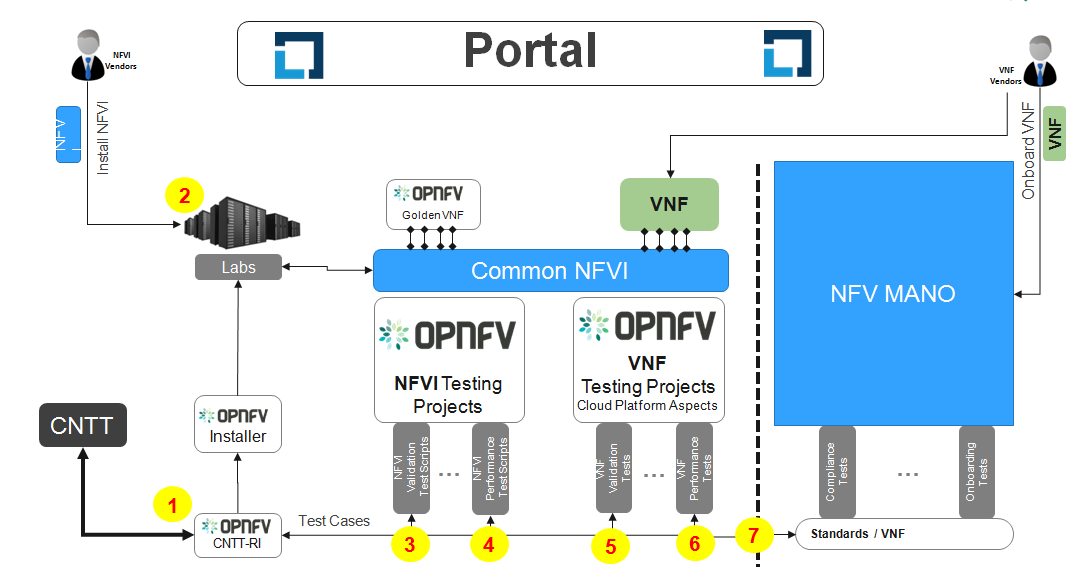 Portal
NFVI
Vendors
VNF
Vendors
NFV
I
Install NFVI
Onboard VNF
VNF
2
OPNFV
Golden VNF
VNF
Labs
Common NFVI
NFV MANO
OPNFV
NFVI Testing
Projects
OPNFV
VNF
Testing Projects
Cloud Platform Aspects
CNTT
OPNFV
Installer
NFVI
Validation
Test Scripts
...
NFVI
Performance
Test Scripts
VNF
Validation
Tests
...
VNF
Performance
Tests
Compliance
Tests
...
Onboarding
Tests
1
OPNFV
CNTT-RI
Test Cases
3
4
5
6
7
Standards / VNF